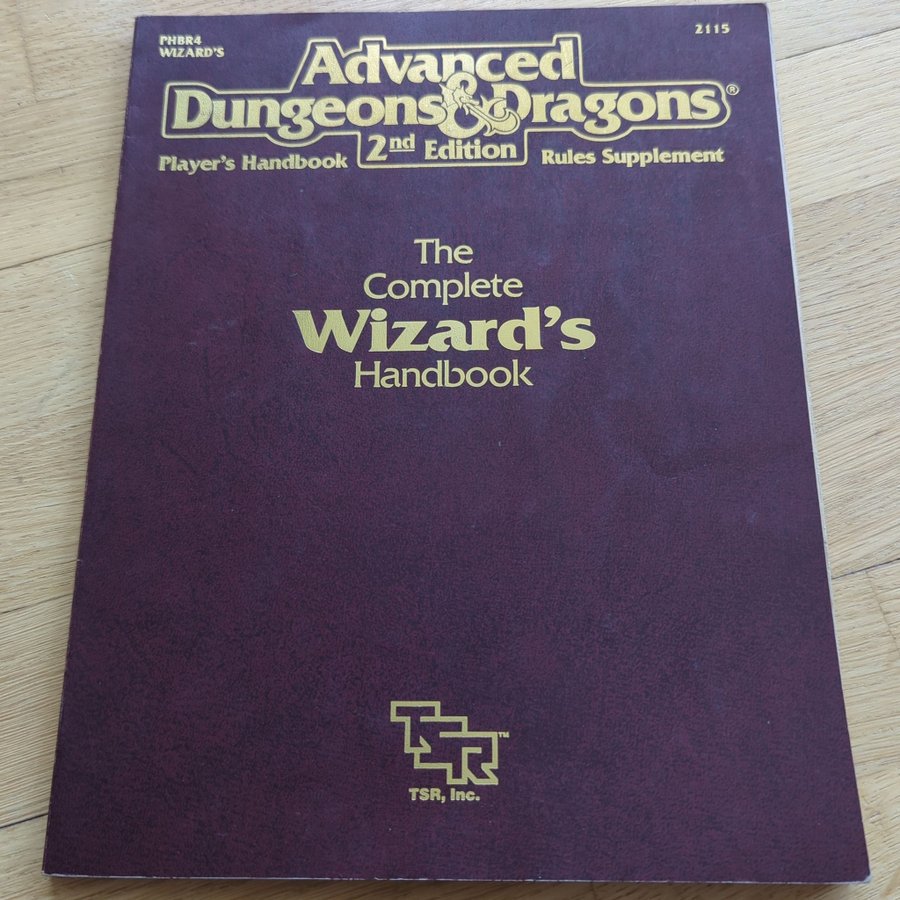 PHBR4
WIZARD'S
2115
Advanced
Dungeons & Dragons®
2nd Edition
Player's Handbook
Rules Supplement
The
Complete
Wizard's
Handbook
TSR™
TSR, Inc.